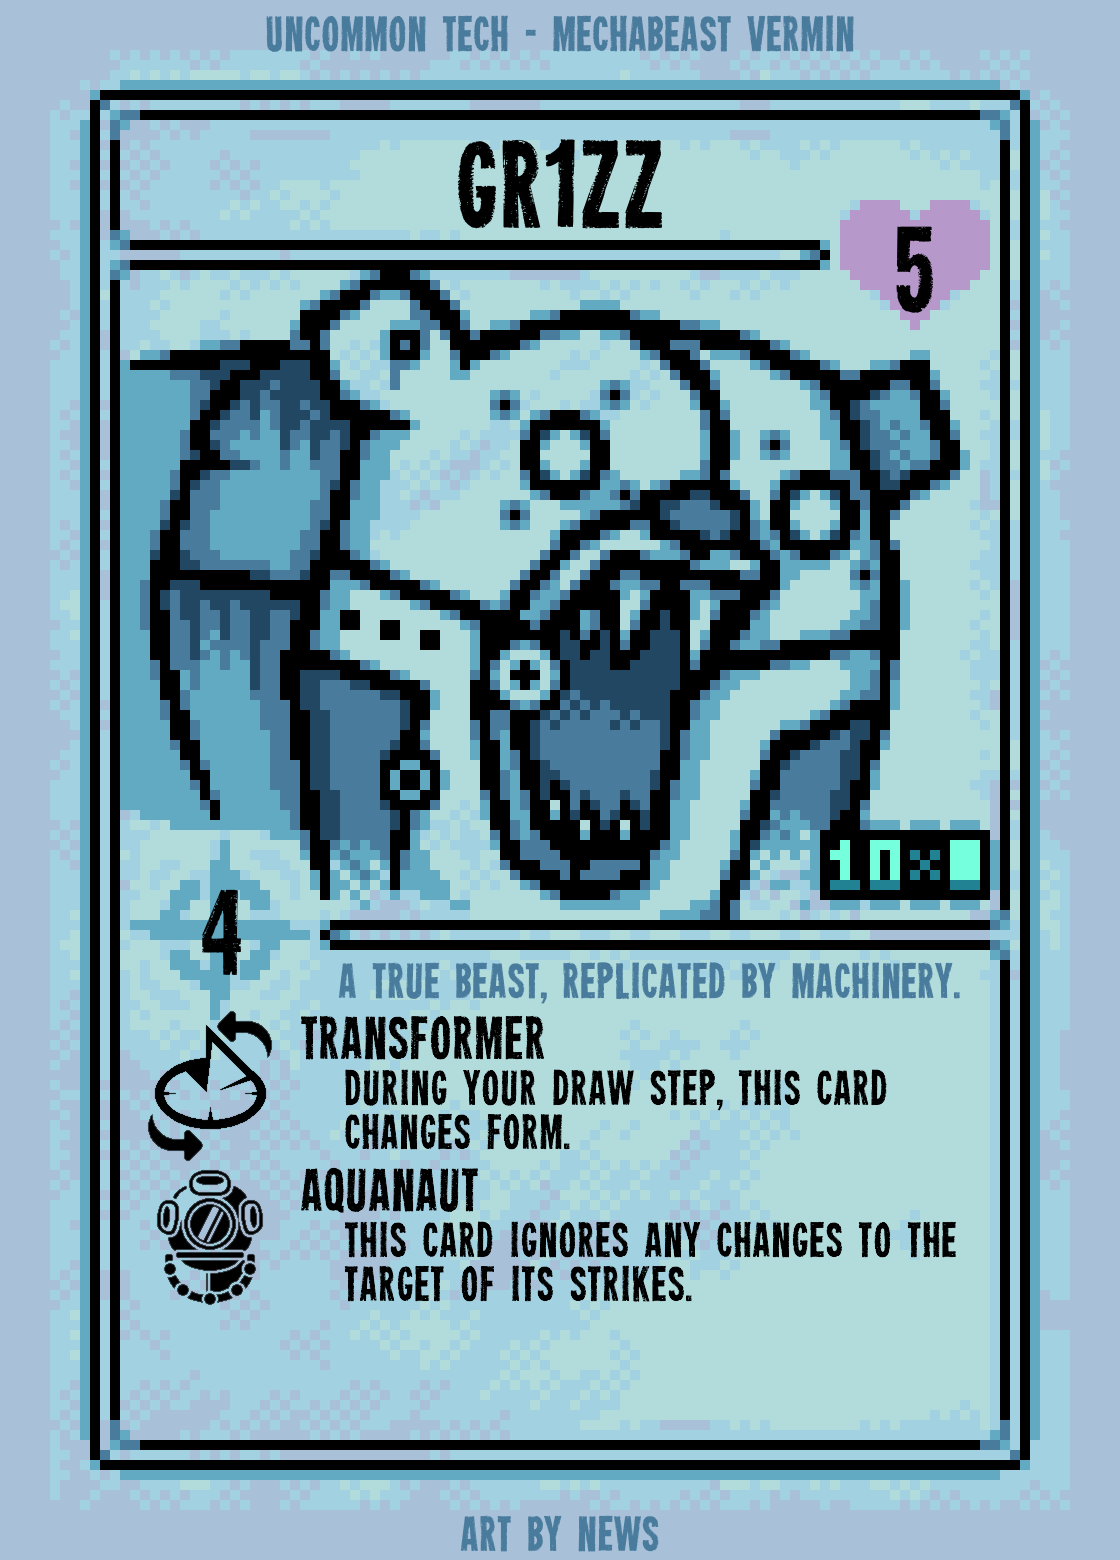 UNCOMMON TECH - MECHABEAST VERMIN
GR1ZZ
5
10×
4
A TRUE BEAST, REPLICATED BY MACHINERY.
TRANSFORMER
DURING YOUR DRAW STEP, THIS CARD
CHANGES FORM.
AQUANAUT
THIS CARD IGNORES ANY CHANGES TO THE
TARGET OF ITS STRIKES.
ART BY NEWS